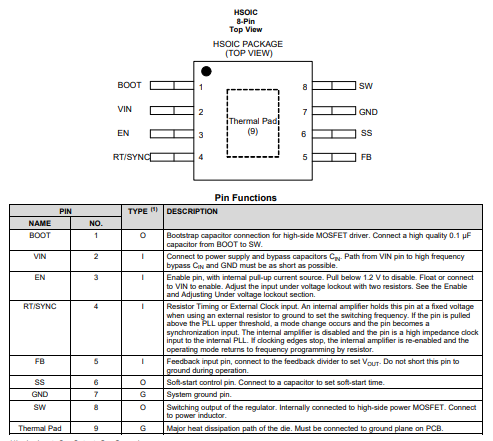 HSOIC
8-Pin
Top View
HSOIC PACKAGE
(TOP VIEW)
BOOT 1 8 SW
VIN 2 7 GND
Thermal Pad
(9)
EN 3 6 SS
RT/SYNC 4 5 FB
Pin Functions
PIN TYPE (1) DESCRIPTION
NAME NO.
BOOT 1 O Bootstrap capacitor connection for high-side MOSFET driver. Connect a high quality 0.1 µF
capacitor from BOOT to SW.
VIN 2 I Connect to power supply and bypass capacitors CIN. Path from VIN pin to high frequency
bypass CIN and GND must be as short as possible.
EN 3 I Enable pin, with internal pull-up current source. Pull below 1.2 V to disable. Float or connect
to VIN to enable. Adjust the input under voltage lockout with two resistors. See the Enable
and Adjusting Under voltage lockout section.
RT/SYNC 4 I Resistor Timing or External Clock input. An internal amplifier holds this pin at a fixed voltage
when using an external resistor to ground to set the switching frequency. If the pin is pulled
above the PLL upper threshold, a mode change occurs and the pin becomes a
synchronization input. The internal amplifier is disabled and the pin is a high impedance clock
input to the internal PLL. If clocking edges stop, the internal amplifier is re-enabled and the
operating mode returns to frequency programming by resistor.
FB 5 I Feedback input pin, connect to the feedback divider to set VOUT. Do not short this pin to
ground during operation.
SS 6 O Soft-start control pin. Connect to a capacitor to set soft-start time.
GND 7 G System ground pin.
SW 8 O Switching output of the regulator. Internally connected to high-side power MOSFET. Connect
to power inductor.
Thermal Pad 9 G Major heat dissipation path of the die. Must be connected to ground plane on PCB.